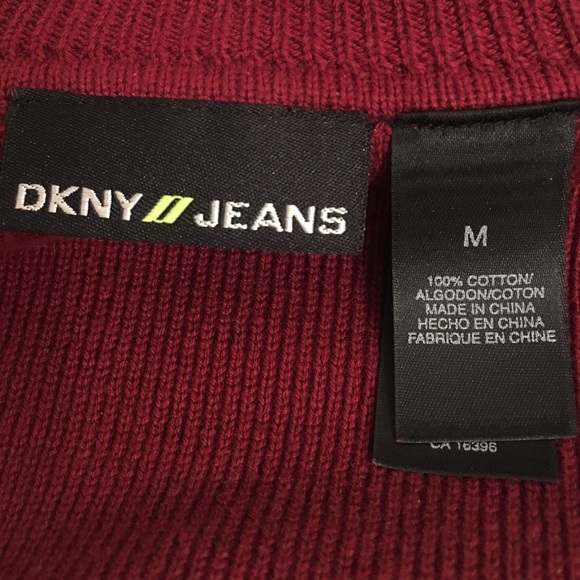 DKNY // JEANS
M
100% COTTON/
ALGODON/COTON
MADE IN CHINA
HECHO EN CHINA
FABRIQUE EN CHINE
CA 16396